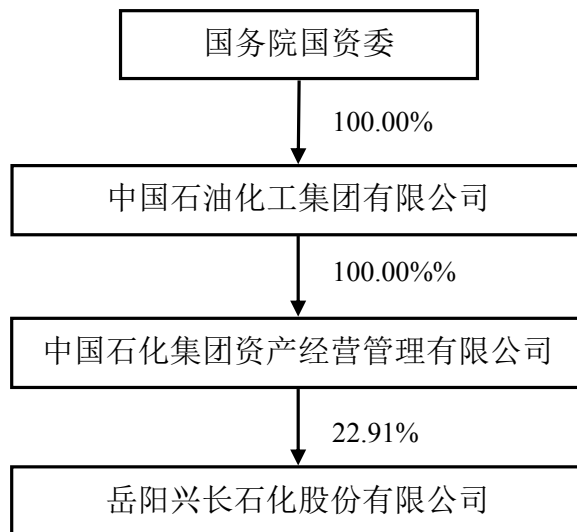 国务院国资委
100.00%
中国石油化工集团有限公司
100.00%%
中国石化集团资产经营管理有限公司
22.91%
岳阳兴长石化股份有限公司